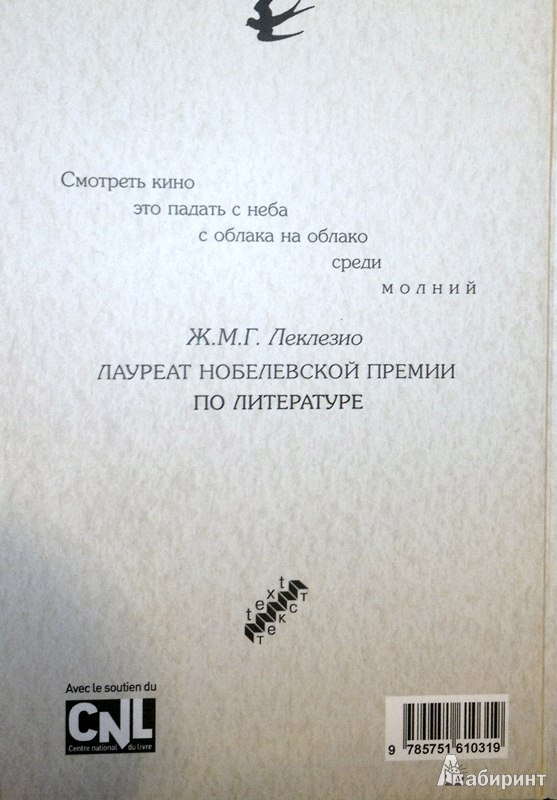 Смотреть кино
это падать с неба
с облака на облако
среди
молний
Ж.М.Г. Леклезио
ЛАУРЕАТ НОБЕЛЕВСКОЙ ПРЕМИИ
ПО ЛИТЕРАТУРЕ
text
текст
Avec le soutien du
CNL
Centre national du livre
9 785751 610319
Лабиринт